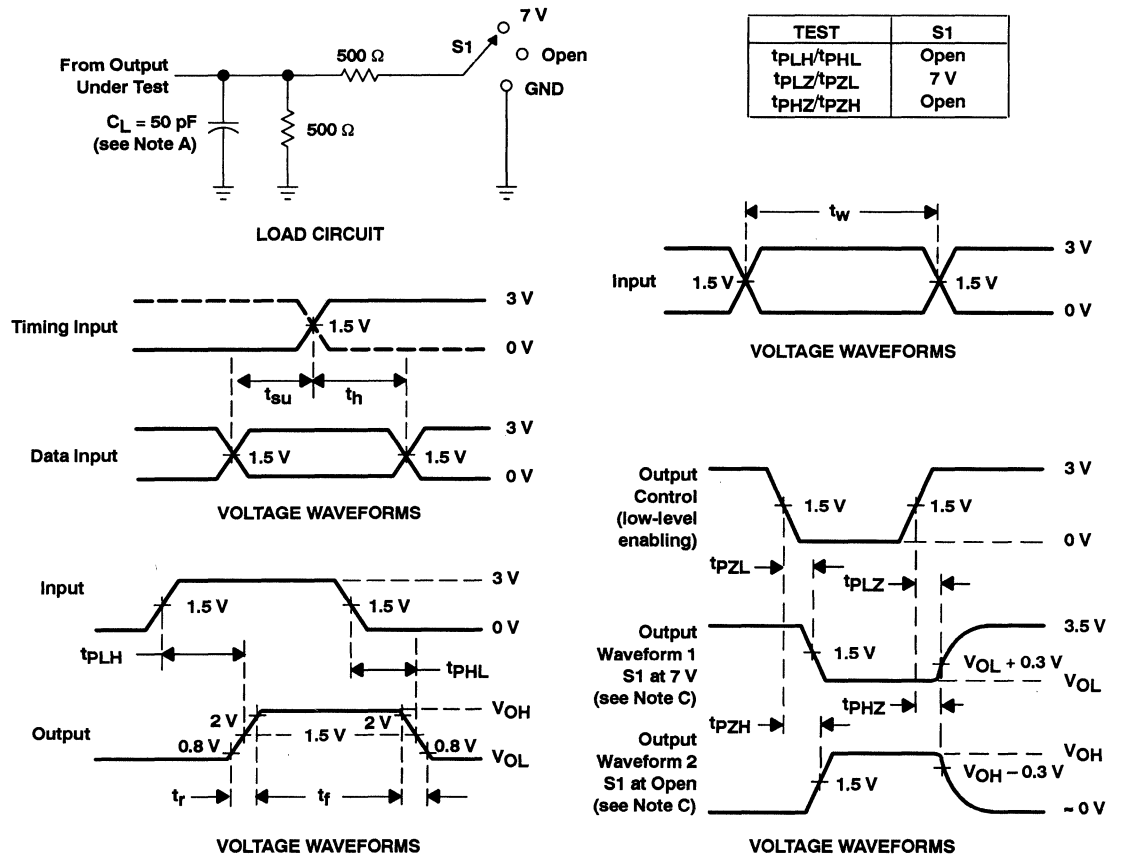 7 V
S1
Open
GND
500 Ω
From Output
Under Test
CL = 50 pF
(see Note A)
500 Ω
LOAD CIRCUIT
TEST S1
tPLH/tPHL Open
tPLZ/tPZL 7 V
tPHZ/tPZH Open
tw
Input
3 V
1.5 V
1.5 V
0 V
VOLTAGE WAVEFORMS
Timing Input
3 V
1.5 V
0 V
tsu
th
Data Input
3 V
1.5 V
1.5 V
0 V
VOLTAGE WAVEFORMS
Input
3 V
1.5 V
1.5 V
0 V
tPLH
tPHL
Output
VOH
2 V
2 V
1.5 V
0.8 V
0.8 V
VOL
tr
tf
VOLTAGE WAVEFORMS
Output
Control
(low-level
enabling)
3 V
1.5 V
1.5 V
0 V
tPZL
tPLZ
Output
Waveform 1
S1 at 7 V
(see Note C)
3.5 V
1.5 V
VOL + 0.3 V
VOL
tPHZ
tPZH
Output
Waveform 2
S1 at Open
(see Note C)
VOH
VOH – 0.3 V
1.5 V
~ 0 V
VOLTAGE WAVEFORMS